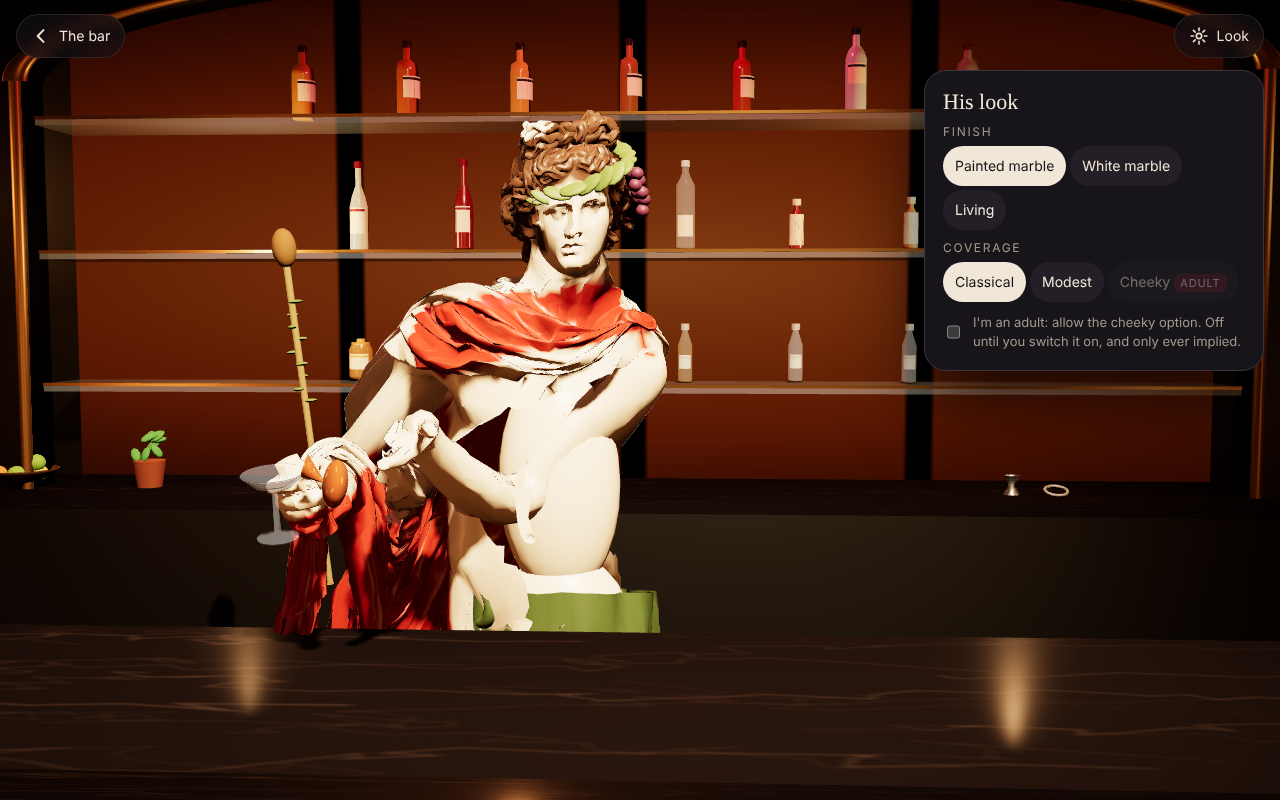 The bar
Look
His look
FINISH
Painted marble
White marble
Living
COVERAGE
Classical
Modest
Cheeky ADULT
I'm an adult: allow the cheeky option. Off
until you switch it on, and only ever implied.